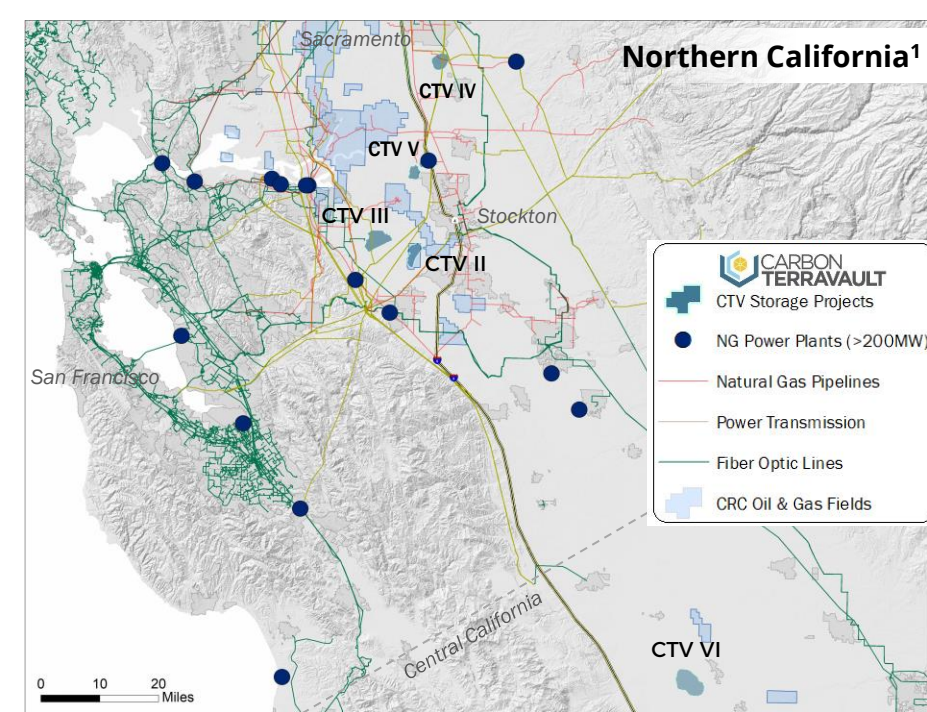 Northern California¹
Sacramento
CTV IV
CTV V
Stockton
CTV III
CTV II
San Francisco
CARBON
TERRAVAULT
CTV Storage Projects
NG Power Plants (>200MW)
Natural Gas Pipelines
Power Transmission
Fiber Optic Lines
CRC Oil & Gas Fields
Central California
CTV VI
0 10 20
Miles